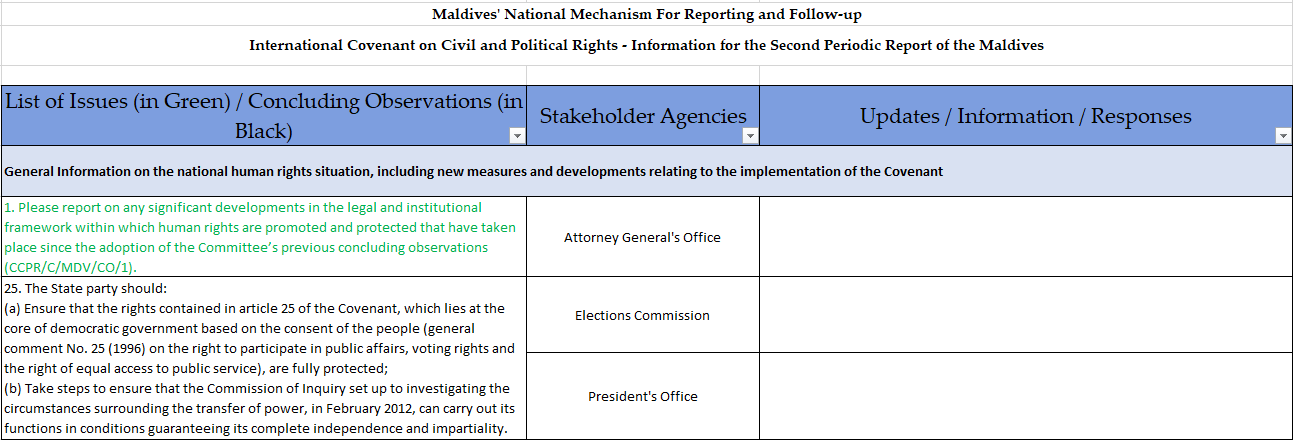 Maldives' National Mechanism For Reporting and Follow-up
International Covenant on Civil and Political Rights - Information for the Second Periodic Report of the Maldives
List of Issues (in Green) / Concluding Observations (in
Black)
Stakeholder Agencies
Updates / Information / Responses
General Information on the national human rights situation, including new measures and developments relating to the implementation of the Covenant
1. Please report on any significant developments in the legal and institutional
framework within which human rights are promoted and protected that have taken
place since the adoption of the Committee’s previous concluding observations
(CCPR/C/MDV/CO/1).
Attorney General's Office
25. The State party should:
(a) Ensure that the rights contained in article 25 of the Covenant, which lies at the
core of democratic government based on the consent of the people (general
comment No. 25 (1996) on the right to participate in public affairs, voting rights and
the right of equal access to public service), are fully protected;
(b) Take steps to ensure that the Commission of Inquiry set up to investigating the
circumstances surrounding the transfer of power, in February 2012, can carry out its
functions in conditions guaranteeing its complete independence and impartiality.
Elections Commission
President's Office